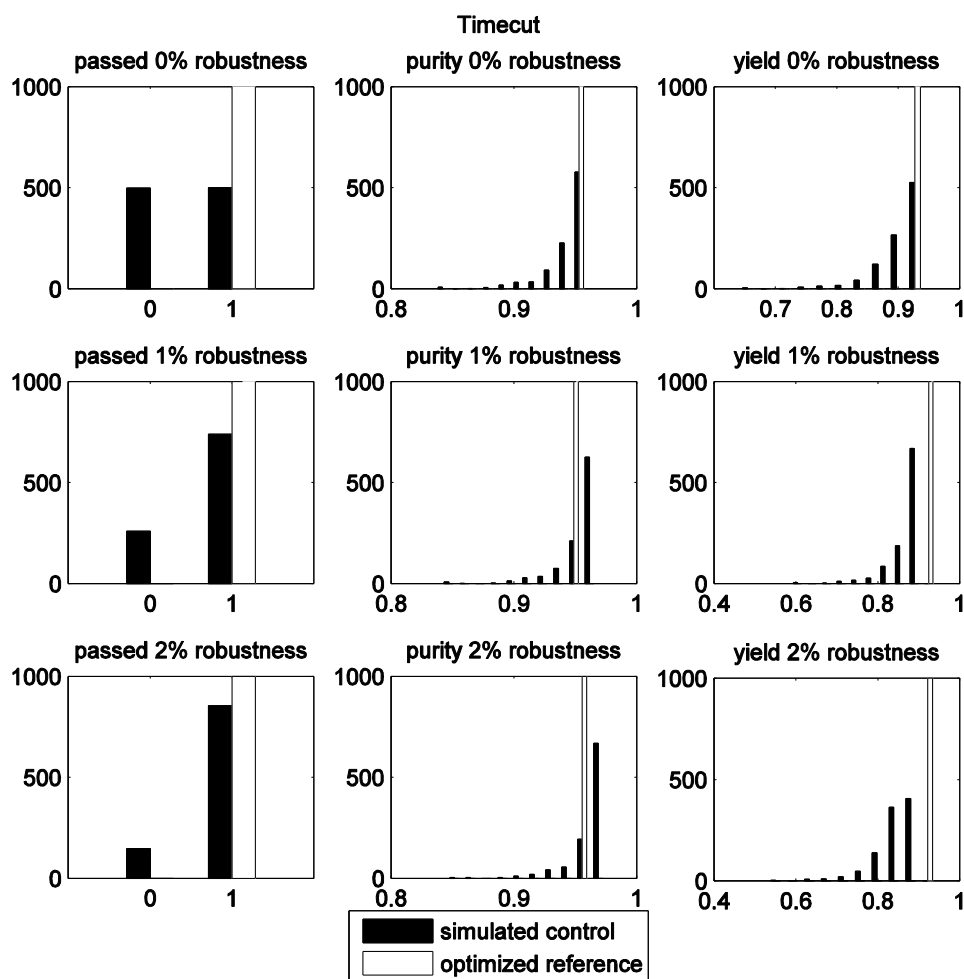 Timecut
passed 0% robustness
purity 0% robustness
yield 0% robustness
1000
500
0
0 1
1000
500
0
0.8 0.9 1
1000
500
0
0.7 0.8 0.9 1
passed 1% robustness
purity 1% robustness
yield 1% robustness
1000
500
0
0 1
1000
500
0
0.8 0.9 1
1000
500
0
0.4 0.6 0.8 1
passed 2% robustness
purity 2% robustness
yield 2% robustness
1000
500
0
0 1
1000
500
0
0.8 0.9 1
1000
500
0
0.4 0.6 0.8 1
simulated control
optimized reference